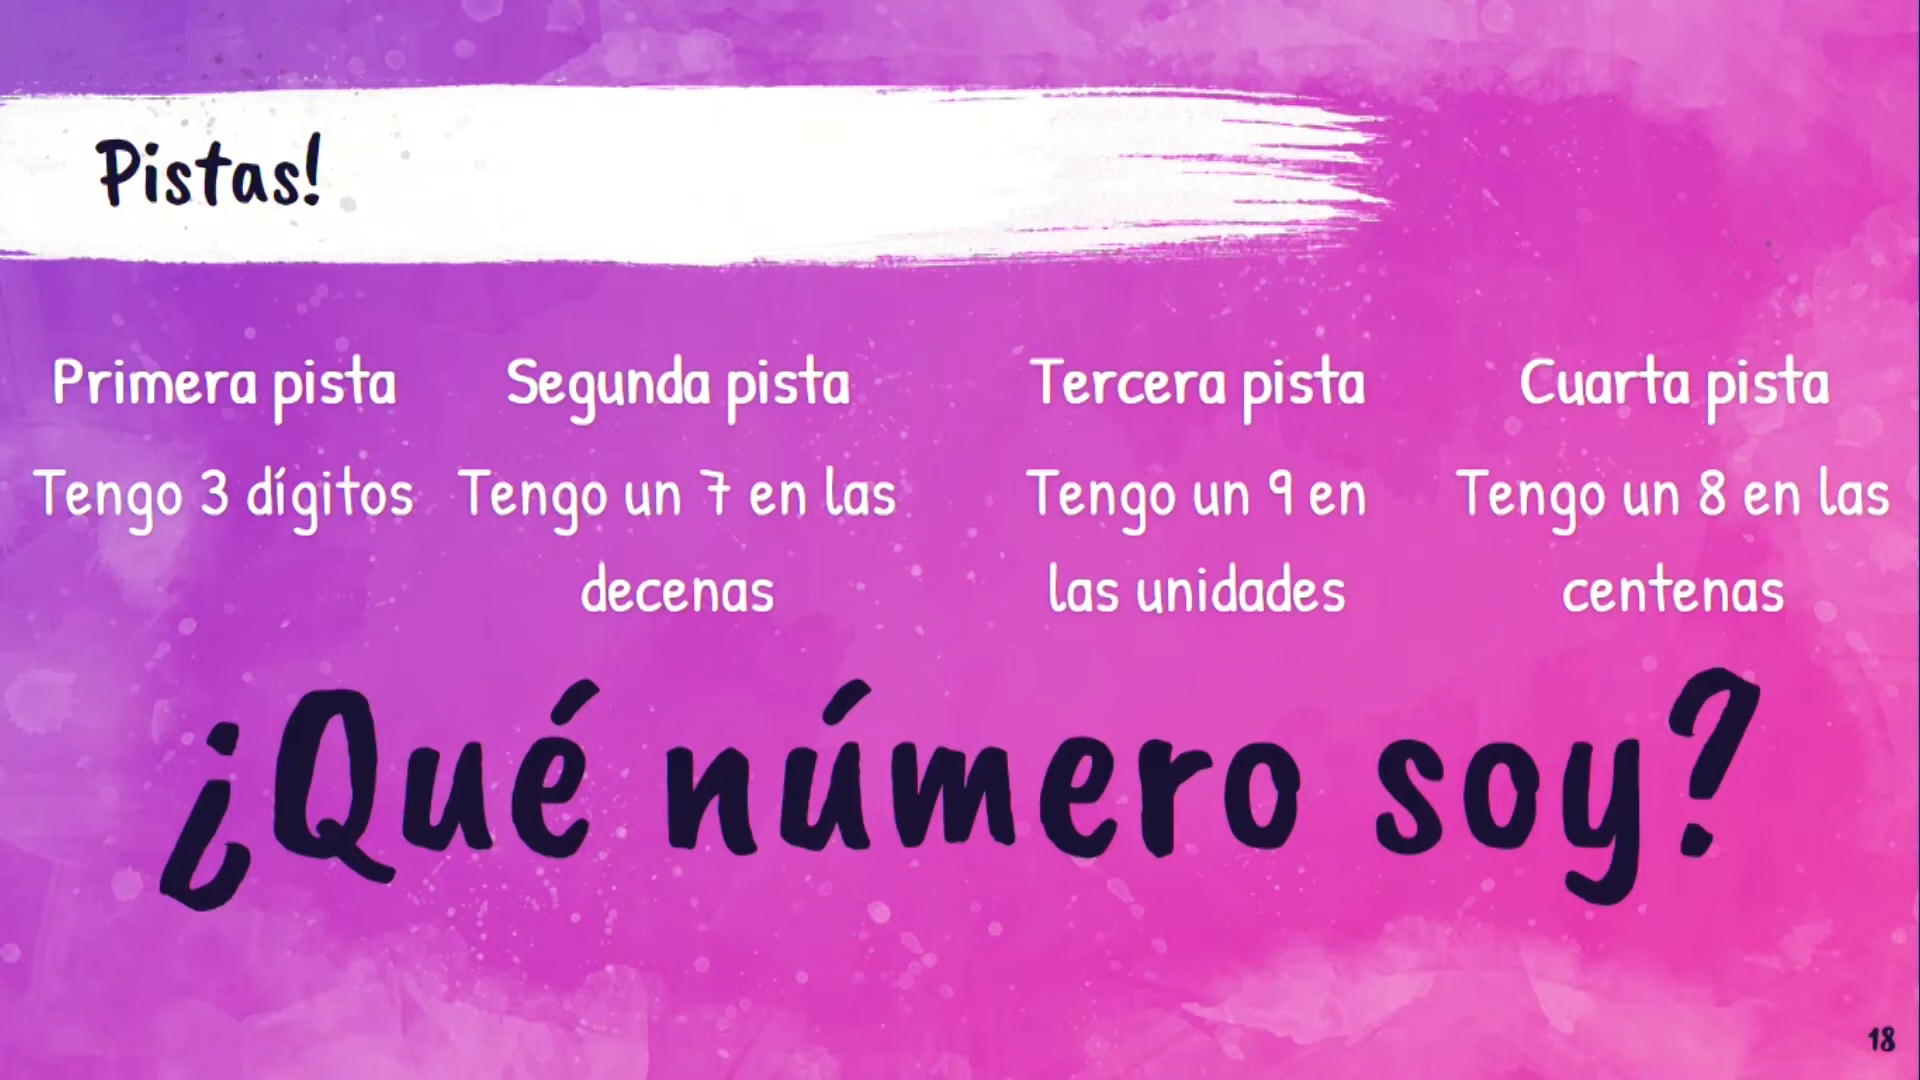 Pistas!
Primera pista
Tengo 3 dígitos
Segunda pista
Tengo un 7 en las
decenas
Tercera pista
Tengo un 9 en
las unidades
Cuarta pista
Tengo un 8 en las
centenas
¿Qué número soy?
18